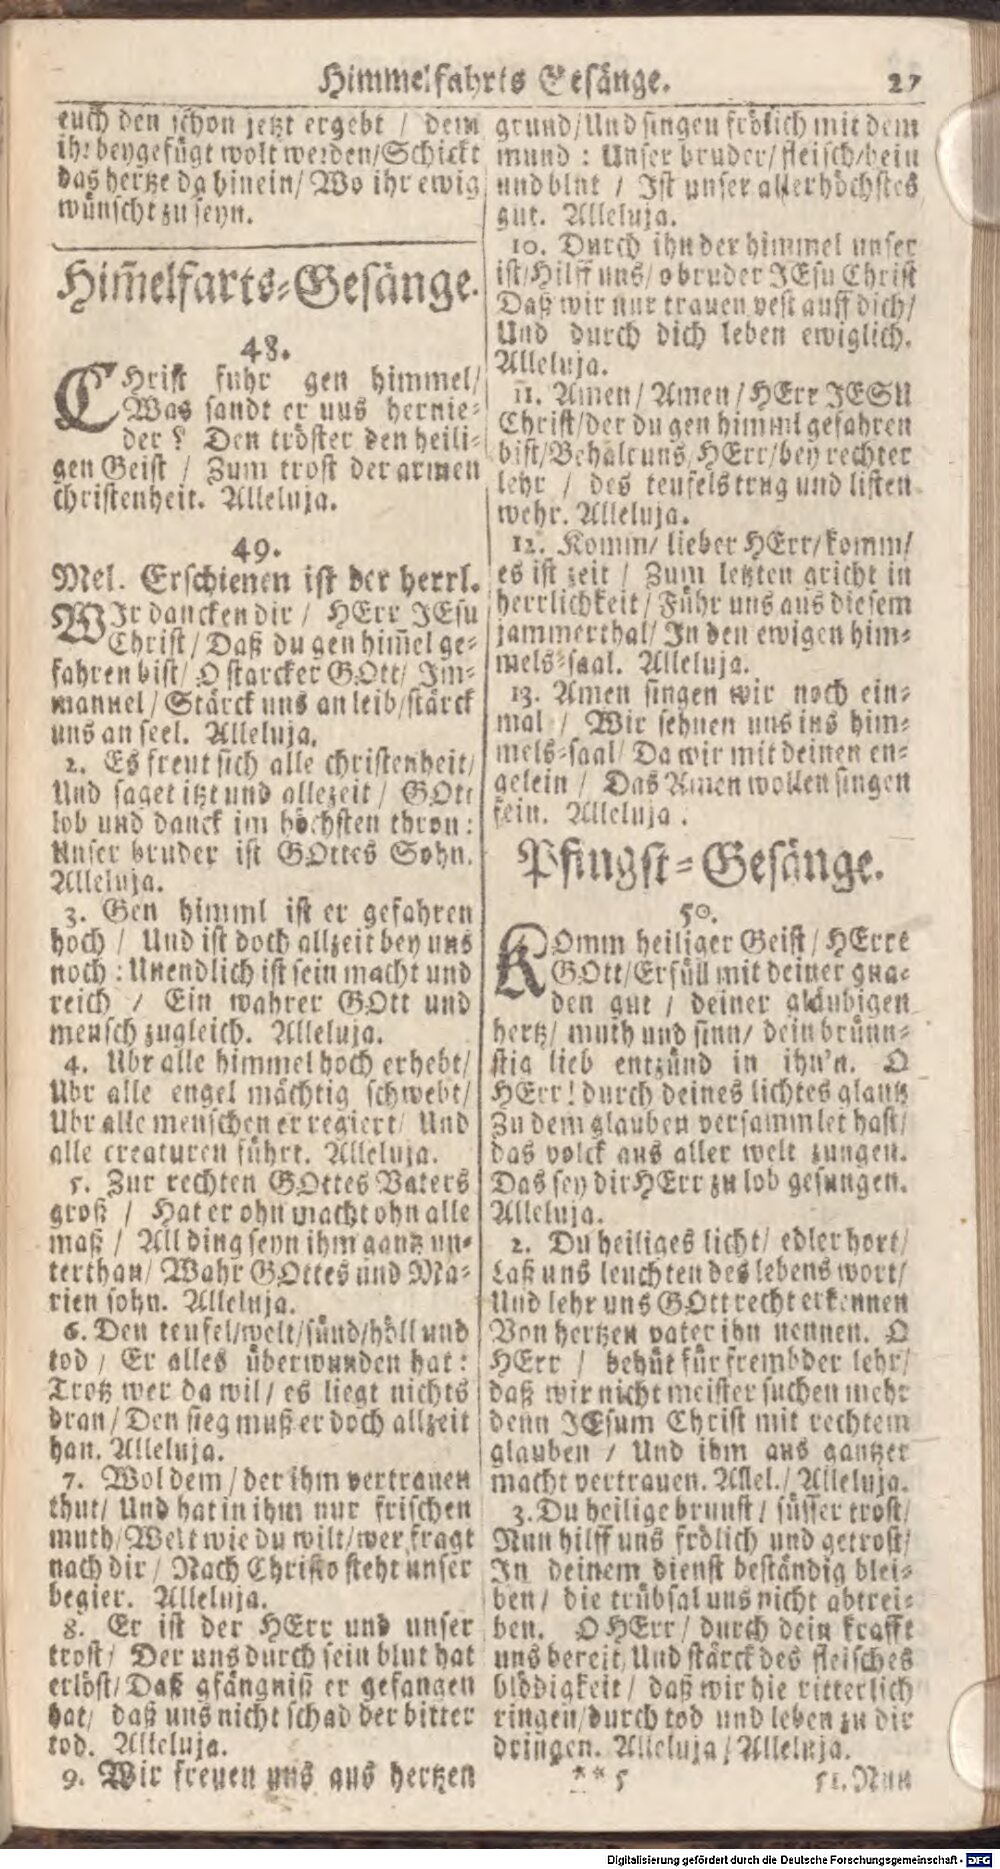 Himmelfahrts Gesänge. 27
euch den schon jetzt ergebt / dem
ihr beygefügt wolt werden/Schickt
das hertze da hinein/ Wo ihr ewig
wünscht zu seyn.
Him̃elfarts-Gesänge.
48.
CHrist fuhr gen himmel/
Was sandt er uns hernie-
der? Den tröster den heili-
gen Geist / Zum trost der armen
christenheit. Alleluja.
49.
Mel. Erschienen ist der herrl.
WIr dancken dir / HErr JEsu
Christ/ Daß du gen him̃el ge-
fahren bist/ O starcker GOtt/ Im-
manuel / Stärck uns an leib/stärck
uns an seel. Alleluja.
2. Es freut sich alle christenheit/
Und saget itzt und allezeit / GOtt
lob und danck im höchsten thron:
Unser bruder ist GOttes Sohn.
Alleluja.
3. Gen himml ist er gefahren
hoch / Und ist doch allzeit bey uns
noch: Unendlich ist sein macht und
reich / Ein wahrer GOtt und
mensch zugleich. Alleluja.
4. Ubr alle himmel hoch erhebt/
Ubr alle engel mächtig schwebt/
Ubr alle menschen er regiert/ Und
alle creaturen führt. Alleluja.
5. Zur rechten GOttes Vaters
groß / Hat er ohn macht ohn alle
maß / All ding seyn ihm gantz un-
terthan/ Wahr GOttes und Ma-
rien sohn. Alleluja.
6. Den teufel/welt/sünd/höll und
tod / Er alles überwunden hat:
Trotz wer da wil/ es liegt nichts
dran/ Den sieg muß er doch allzeit
han. Alleluja.
7. Wol dem / der ihm vertrauen
thut/ Und hat in ihm nur frischen
muth/Welt wie du wilt/wer fragt
nach dir / Nach Christo steht unser
begier. Alleluja.
8. Er ist der HErr und unser
trost/ Der uns durch sein blut hat
erlöst/ Daß gfängniß er gefangen
hat/ daß uns nicht schad der bitter
tod. Alleluja.
9. Wir freuen uns aus hertzen
grund/Und singen frölich mit dem
mund: Unser bruder/fleisch/bein
und blut / Ist unser allerhöchstes
gut. Alleluja.
10. Durch ihn der himmel unser
ist/Hilff uns/ o bruder JEsu Christ
Daß wir nur trauen vest auff dich/
Und durch dich leben ewiglich.
Alleluja.
11. Amen/ Amen / HErr JESU
Christ/der du gen himml gefahren
bist/Behalt uns/HErr/bey rechter
lehr / des teufels trug und listen
wehr. Alleluja.
12. Komm/ lieber HErr/komm/
es ist zeit / Zum letzten gricht in
herrlichkeit/ Führ uns aus diesem
jammerthal/ In den ewigen him-
mels-saal. Alleluja.
13. Amen singen wir noch ein-
mal / Wir sehnen uns ins him-
mels-saal/ Da wir mit deinen en-
gelein / Das Amen wollen singen
fein. Alleluja.
Pfingst-Gesänge.
50.
KOmm heiliger Geist / HErre
GOtt/Erfüll mit deiner gna-
den gut / deiner gläubigen
hertz/ muth und sinn/ dein brünn-
stig lieb entzünd in ihn'n. O
HErr! durch deines lichtes glantz
Zu dem glauben versammlet hast/
das volck aus aller welt zungen.
Das sey dir HErr zu lob gesungen.
Alleluja.
2. Du heiliges licht/ edler hort/
Laß uns leuchten des lebens wort/
Und lehr uns GOtt recht erkennen
Von hertzen vater ihn nennen. O
HErr / behüt für frembder lehr/
daß wir nicht meister suchen mehr
denn JEsum Christ mit rechtem
glauben / Und ihm aus gantzer
macht vertrauen. Allel./ Alleluja.
3. Du heilige brunst / süsser trost/
Nun hilff uns frölich und getrost/
In deinem dienst beständig blei-
ben / die trübsal uns nicht abtrei-
ben. O HErr/ durch dein krafft
uns bereit/ Und stärck des fleisches
blödigkeit / daß wir die ritterlich
ringen/durch tod und leben zu dir
dringen. Alleluja / Alleluja.
** 5 51. Nun
Digitalisierung gefördert durch die Deutsche Forschungsgemeinschaft - DFG